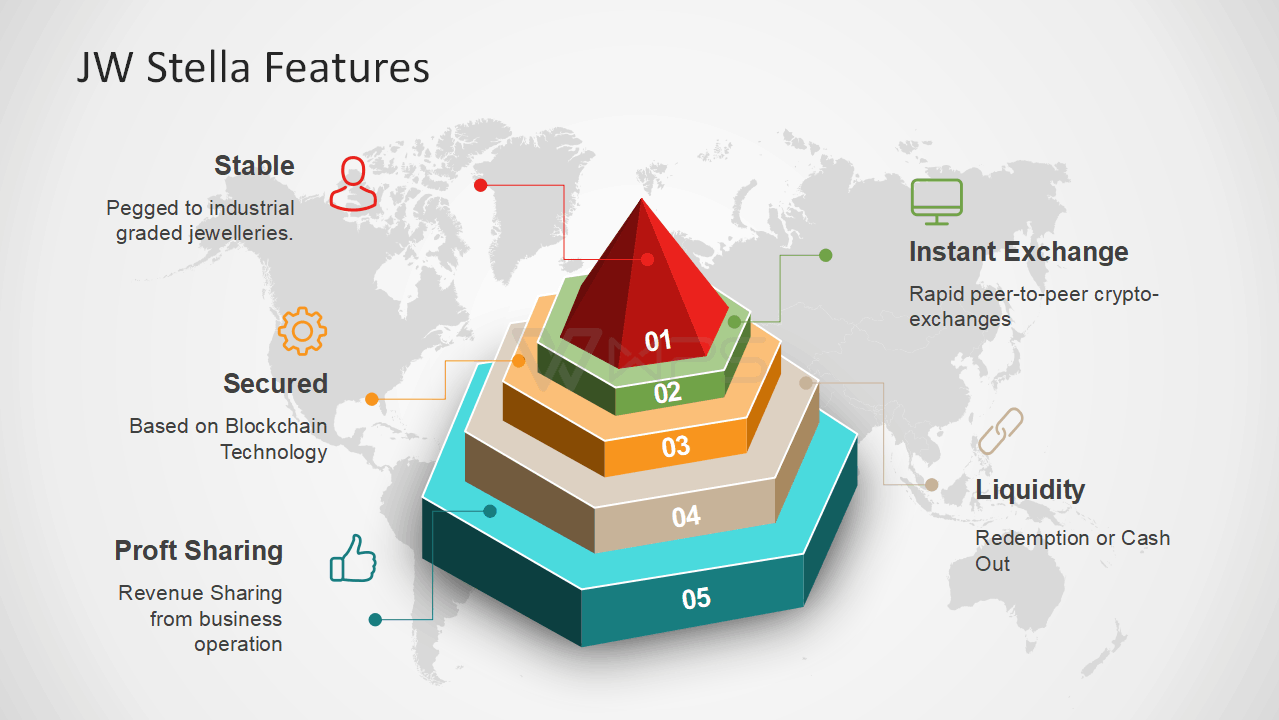 JW Stella Features
Stable
Pegged to industrial
graded jewelleries.
Instant Exchange
Rapid peer-to-peer crypto-
exchanges
Secured
Based on Blockchain
Technology
Liquidity
Redemption or Cash
Out
Proft Sharing
Revenue Sharing
from business
operation
01
02
03
04
05
WPS